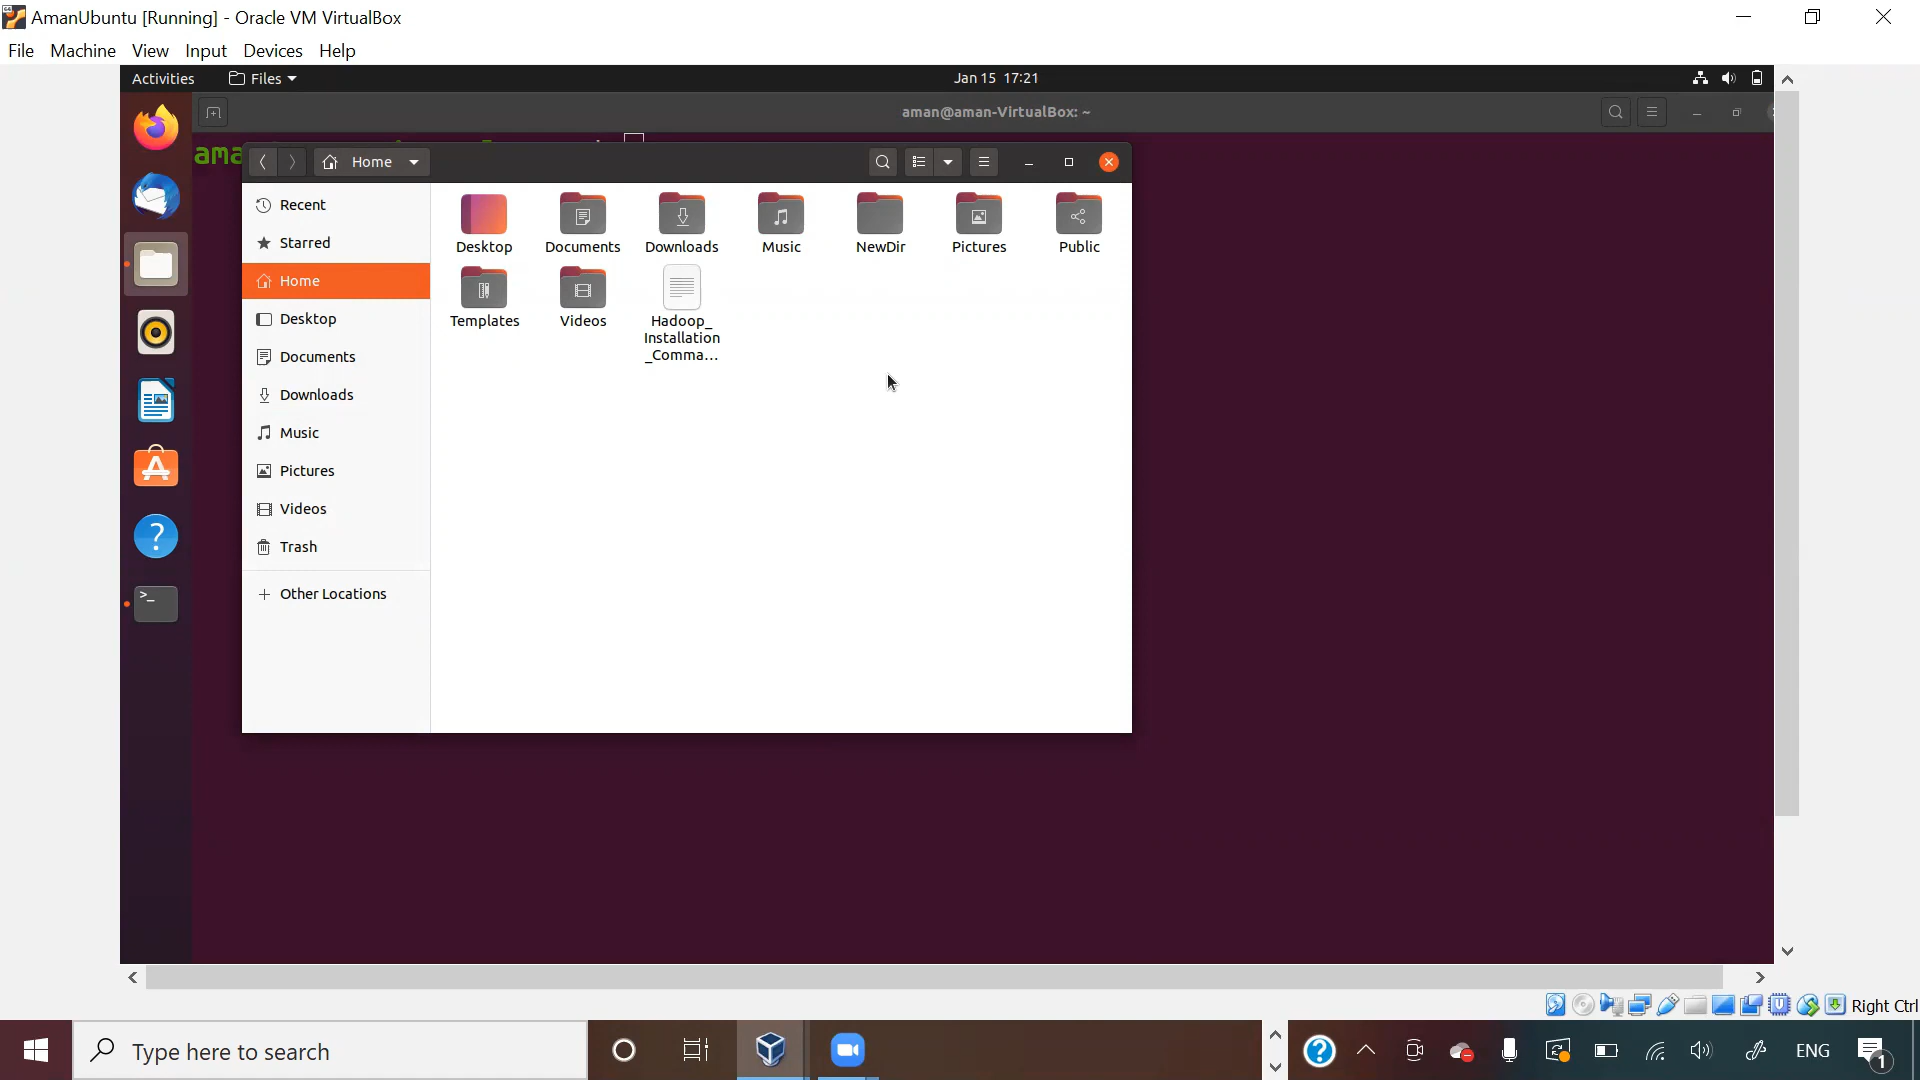 AmanUbuntu [Running] - Oracle VM VirtualBox
File Machine View Input Devices Help
Activities Files Jan 15 17:21
aman@aman-VirtualBox: ~
ama
Home
Recent
Starred
Home
Desktop
Documents
Downloads
Music
Pictures
Videos
Trash
Other Locations
Desktop Documents Downloads Music NewDir Pictures Public
Templates Videos Hadoop_
Installation
_Comma...
Right Ctrl
Type here to search
ENG
1